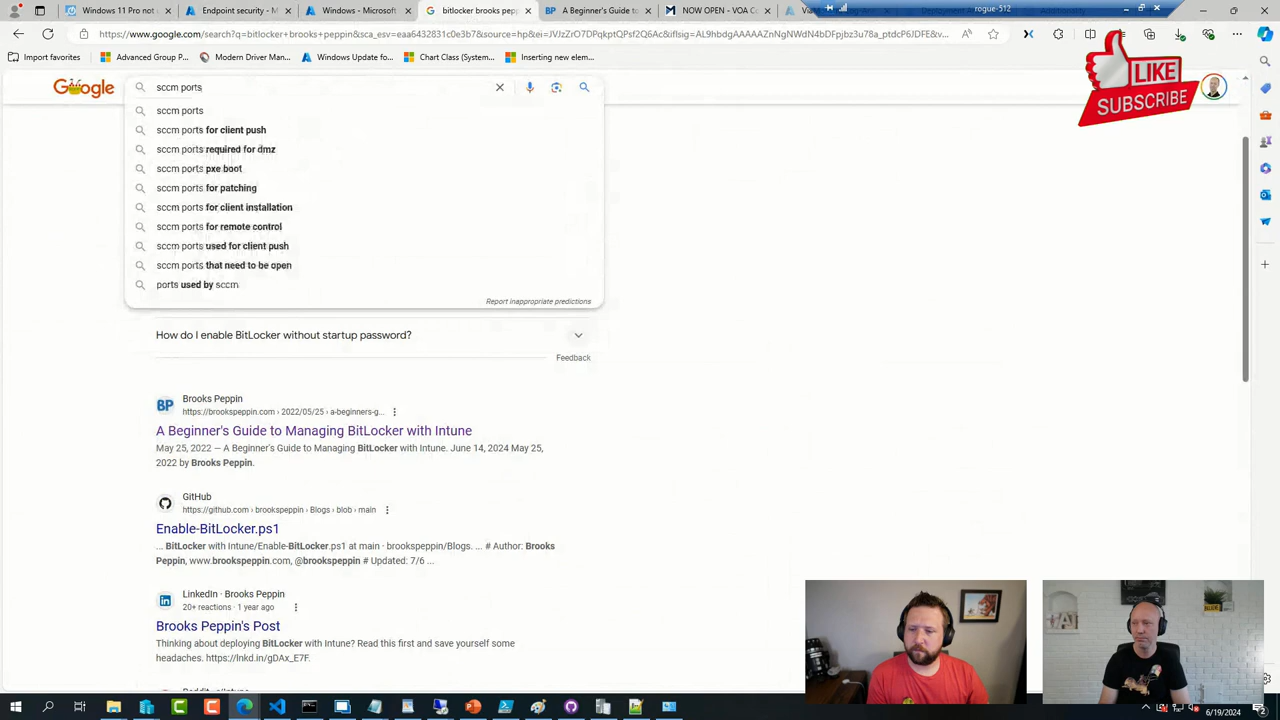 Windows 11 Pro not
Endpoint security - M
Windows - Microsoft
bitlocker brooks pepp
A Beginner's Guide to
NOW OPEN - VOA C
rogue-512
https://www.google.com/search?q=bitlocker+brooks+peppin&sca_esv=eaa6432831c0e3b7&source=hp&ei=
Import favorites
Advanced Group P...
Modern Driver Man...
Windows Update fo...
Chart Class (System...
Inserting new elem...
LIKE
SUBSCRIBE
Google
sccm ports
sccm ports
sccm ports for client push
sccm ports required for dmz
sccm ports pxe boot
sccm ports for patching
sccm ports for client installation
sccm ports for remote control
sccm ports used for client push
sccm ports that need to be open
ports used by sccm
Report inappropriate predictions
How do I enable BitLocker without startup password?
Feedback
BP
Brooks Peppin
https://brookspeppin.com › 2022/05/25 › a-beginners-g...
A Beginner's Guide to Managing BitLocker with Intune
May 25, 2022 — A Beginner's Guide to Managing BitLocker with Intune. June 14, 2024 May 25,
2022 by Brooks Peppin.
GitHub
https://github.com › brookspeppin › Blogs › blob › main
Enable-BitLocker.ps1
... BitLocker with Intune/Enable-BitLocker.ps1 at main · brookspeppin/Blogs. ... # Author: Brooks
Peppin, www.brookspeppin.com, @brookspeppin # Updated: 7/6 ...
LinkedIn · Brooks Peppin
20+ reactions · 1 year ago
Brooks Peppin's Post
Thinking about deploying BitLocker with Intune? Read this first and save yourself some
headaches. https://lnkd.in/gDAx_E7F.
6/19/2024